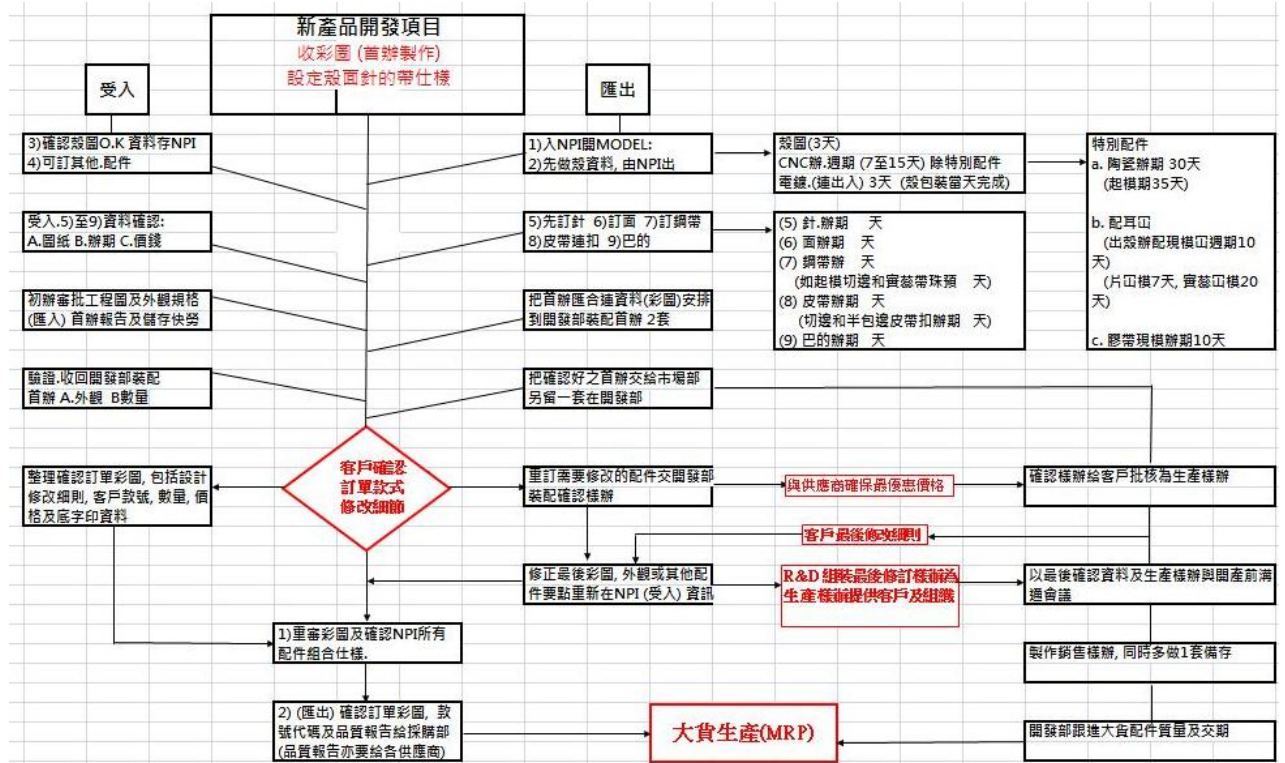 新產品開發項目
收彩圖 (首辦製作)
設定殼面針的帶仕樣
受入
匯出
3)確認殼圖O.K 資料存NPI
4)可訂其他.配件
1)入NPI開MODEL:
2)先做殼資料, 由NPI出
殼圖(3天)
CNC辦.週期 (7至15天) 除特別配件
電鍍.(連出入) 3天  (殼包裝當天完成)
特別配件
a. 陶瓷辦期 30天
(起模期35天)
b. 配耳㓊
(出殼辦配現模㓊週期10
天)
(片㓊模7天, 實蕊㓊模20
天)
c. 膠帶現模辦期10天
受入.5)至9)資料確認:
A.圖紙 B.辦期 C.價錢
5)先訂針  6)訂面  7)訂鋼帶
8)皮帶連扣  9)巴的
(5) 針.辦期    天
(6) 面辦期    天
(7) 鋼帶辦    天
(如起模切邊和實蕊帶珠預    天)
(8) 皮帶辦期    天
(切邊和半包邊皮帶扣辦期    天)
(9) 巴的辦期    天
初辦審批工程圖及外觀規格
(匯入) 首辦報告及儲存快勞
把首辦匯合連資料(彩圖)安排
到開發部裝配首辦 2套
驗證.收回開發部裝配
首辦 A.外觀  B數量
把確認好之首辦交給市場部
另留一套在開發部
客戶確認
訂單款式
修改細節
整理確認訂單彩圖, 包括設計
修改細則, 客戶款號, 數量, 價
格及底字印資料
重訂需要修改的配件交開發部
裝配確認樣辦
與供應商確保最優惠價格
確認樣辦給客戶批核為生產樣辦
客戶最後修改細則
修正最後彩圖, 外觀或其他配
件要點重新在NPI (受入) 資訊
R&D 組裝最後修訂樣辦為
生產樣辦提供客戶及組織
以最後確認資料及生產樣辦與開產前溝
通會議
1)重審彩圖及確認NPI所有
配件組合仕樣.
製作銷售樣辦, 同時多做1套備存
2) (匯出) 確認訂單彩圖, 款
號代碼及品質報告給採購部
(品質報告亦要給各供應商)
大貨生產(MRP)
開發部跟進大貨配件質量及交期